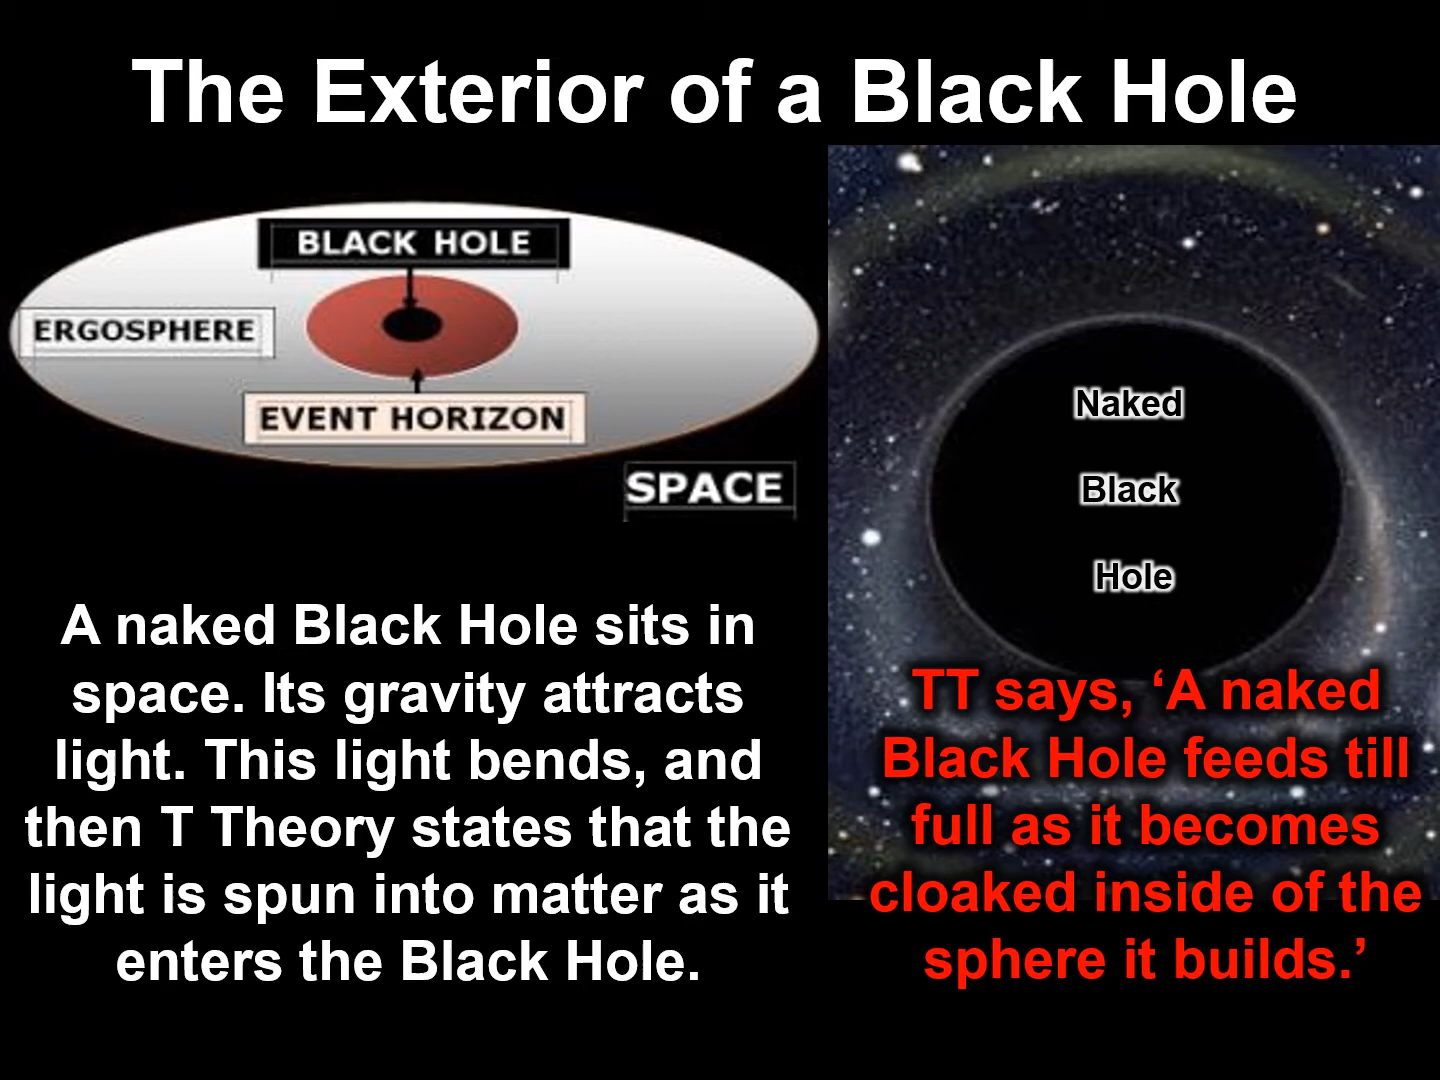 The Exterior of a Black Hole
BLACK HOLE
ERGOSPHERE
EVENT HORIZON
SPACE
A naked Black Hole sits in
space. Its gravity attracts
light. This light bends, and
then T Theory states that the
light is spun into matter as it
enters the Black Hole.
Naked
Black
Hole
TT says, ‘A naked
Black Hole feeds till
full as it becomes
cloaked inside of the
sphere it builds.’